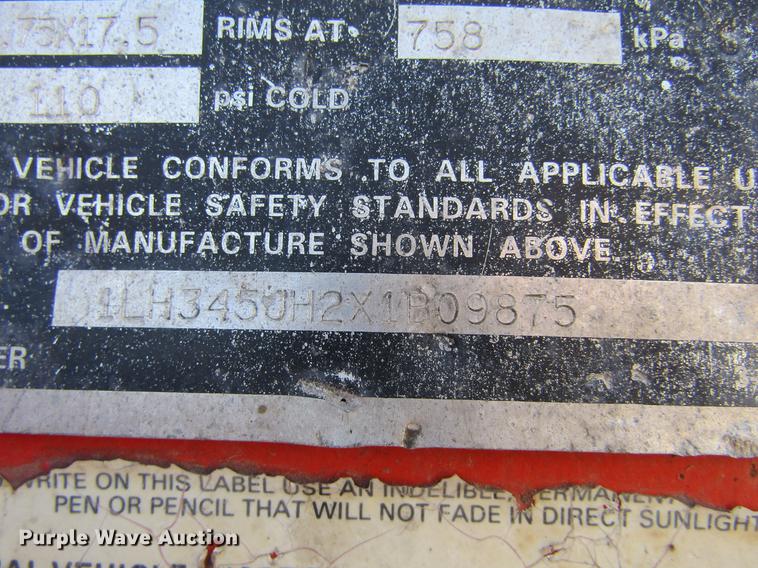 .75X17.5 RIMS AT 758 kPa
110 psi COLD
VEHICLE CONFORMS TO ALL APPLICABLE U
OR VEHICLE SAFETY STANDARDS IN EFFECT
OF MANUFACTURE SHOWN ABOVE.
1LH345JH2X1B09875
ER
WRITE ON THIS LABEL USE AN INDELIBLE, PERMANENT
PEN OR PENCIL THAT WILL NOT FADE IN DIRECT SUNLIGHT
Purple Wave Auction